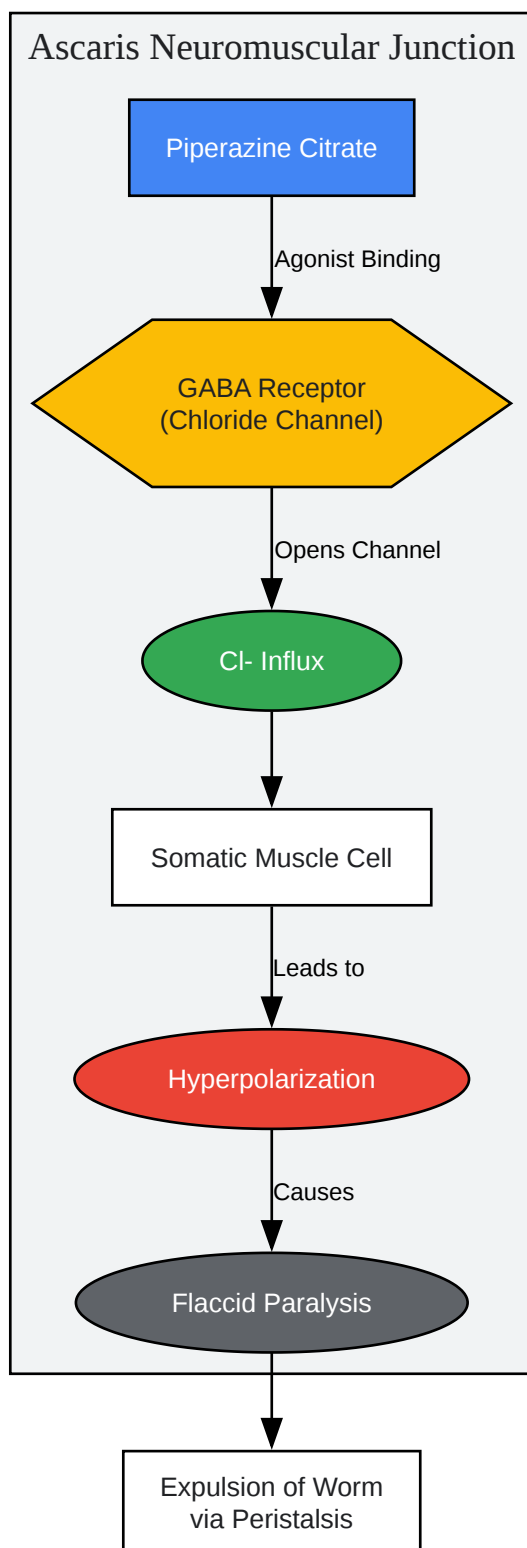 Ascaris Neuromuscular Junction
Piperazine Citrate
Agonist Binding
GABA Receptor
(Chloride Channel)
Opens Channel
Cl- Influx
Somatic Muscle Cell
Leads to
Hyperpolarization
Causes
Flaccid Paralysis
Expulsion of Worm
via Peristalsis